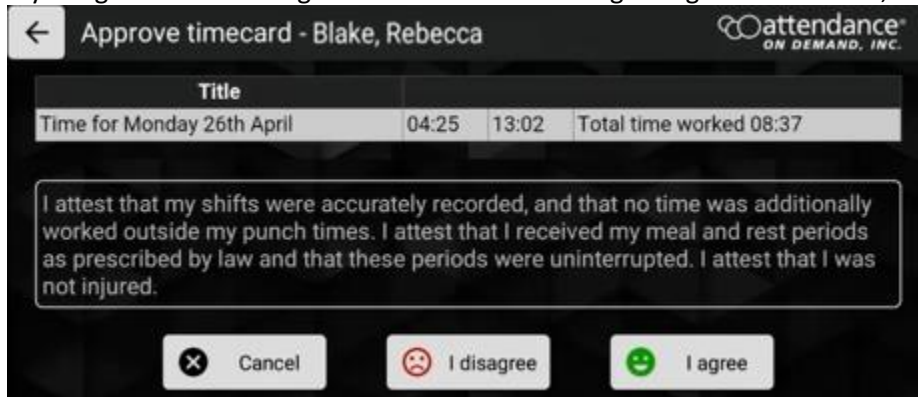 Approve timecard - Blake, Rebecca
attendance®
ON DEMAND, INC.
Title
Time for Monday 26th April 04:25 13:02 Total time worked 08:37
I attest that my shifts were accurately recorded, and that no time was additionally
worked outside my punch times. I attest that I received my meal and rest periods
as prescribed by law and that these periods were uninterrupted. I attest that I was
not injured.
Cancel
I disagree
I agree